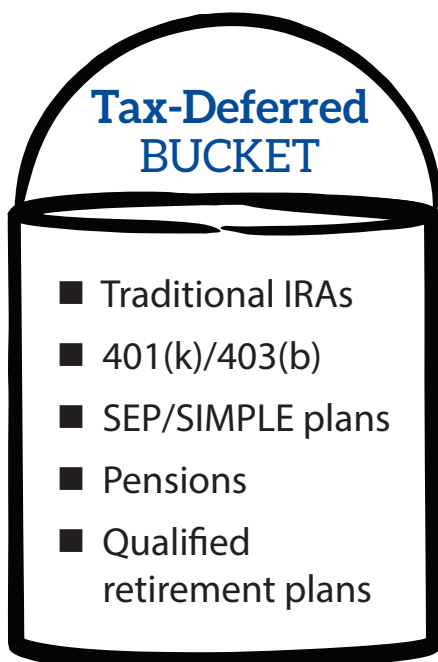 Tax-Deferred
BUCKET
■ Traditional IRAs
■ 401(k)/403(b)
■ SEP/SIMPLE plans
■ Pensions
■ Qualified
retirement plans